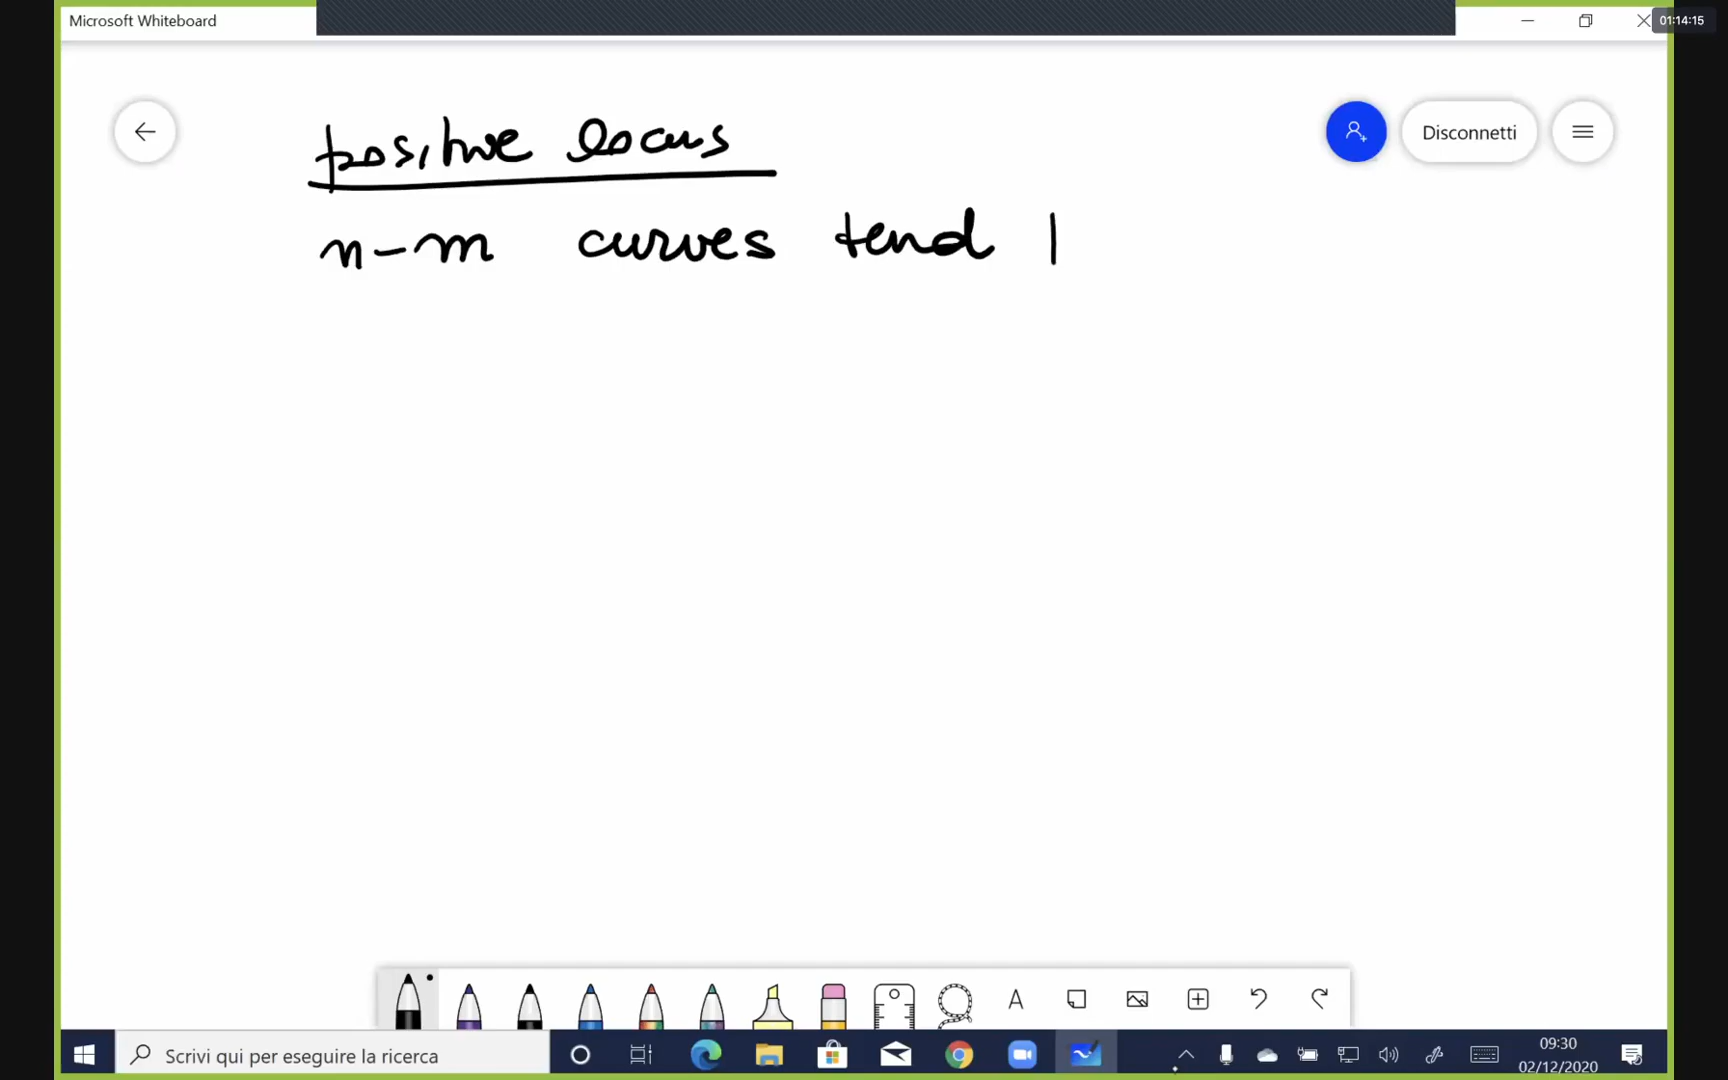 Microsoft Whiteboard
01:14:15
Disconnetti
positive locus
n-m curves tend
A
Scrivi qui per eseguire la ricerca
09:30
02/12/2020